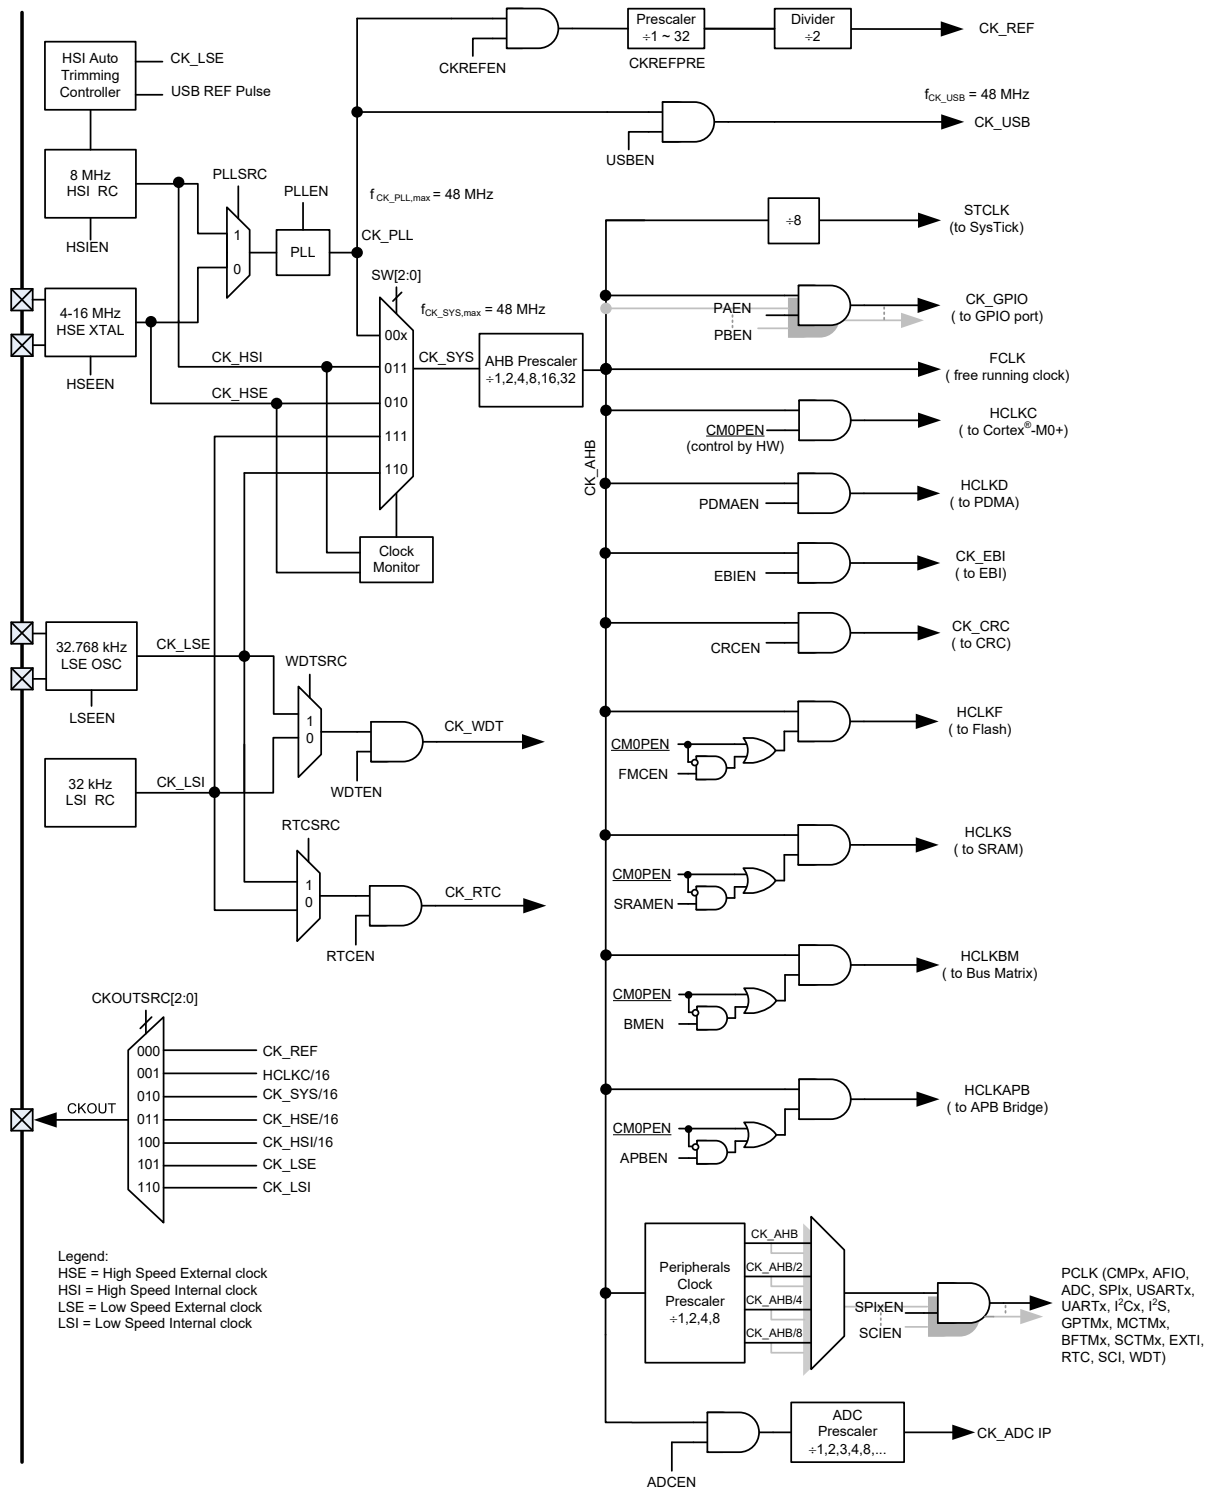 CKREFEN
Prescaler
÷1 ~ 32
CKREFPRE
Divider
÷2
CK_REF
HSI Auto
Trimming
Controller
CK_LSE
USB REF Pulse
fCK_USB = 48 MHz
CK_USB
USBEN
8 MHz
HSI RC
HSIEN
PLLSRC
1
0
PLLEN
PLL
fCK_PLL,max = 48 MHz
CK_PLL
4-16 MHz
HSE XTAL
HSEEN
SW[2:0]
fCK_SYS,max = 48 MHz
00x
011
010
111
110
CK_HSI
CK_HSE
CK_SYS
AHB Prescaler
÷1,2,4,8,16,32
Clock
Monitor
CK_AHB
÷8
STCLK
(to SysTick)
PAEN
PBEN
CK_GPIO
( to GPIO port)
FCLK
( free running clock)
CM0PEN
(control by HW)
HCLKC
( to Cortex®-M0+)
PDMAEN
HCLKD
( to PDMA)
EBIEN
CK_EBI
( to EBI)
CRCEN
CK_CRC
( to CRC)
32.768 kHz
LSE OSC
LSEEN
CK_LSE
WDTSRC
1
0
WDTEN
CK_WDT
32 kHz
LSI RC
CK_LSI
RTCSRC
1
0
RTCEN
CK_RTC
CM0PEN
FMCEN
HCLKF
( to Flash)
CM0PEN
SRAMEN
HCLKS
( to SRAM)
CM0PEN
BMEN
HCLKBM
( to Bus Matrix)
CM0PEN
APBEN
HCLKAPB
( to APB Bridge)
CKOUTSRC[2:0]
CKOUT
000 CK_REF
001 HCLKC/16
010 CK_SYS/16
011 CK_HSE/16
100 CK_HSI/16
101 CK_LSE
110 CK_LSI
Legend:
HSE = High Speed External clock
HSI = High Speed Internal clock
LSE = Low Speed External clock
LSI = Low Speed Internal clock
Peripherals
Clock
Prescaler
÷1,2,4,8
CK_AHB
CK_AHB/2
CK_AHB/4
CK_AHB/8
SPIxEN
SCIEN
PCLK (CMPx, AFIO,
ADC, SPIx, USARTx,
UARTx, I²Cx, I²S,
GPTMx, MCTMx,
BFTMx, SCTMx, EXTI,
RTC, SCI, WDT)
ADCEN
ADC
Prescaler
÷1,2,3,4,8,...
CK_ADC IP